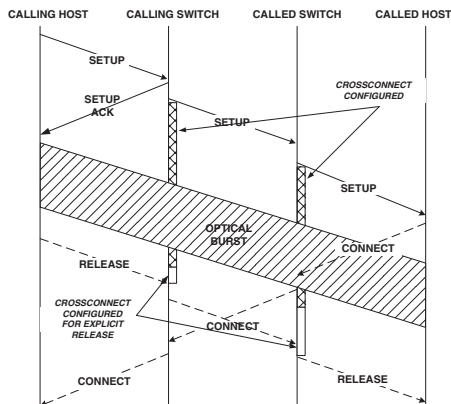 CALLING HOST
CALLING SWITCH
CALLED SWITCH
CALLED HOST
SETUP
SETUP
ACK
CROSSCONNECT
CONFIGURED
SETUP
SETUP
OPTICAL
BURST
CONNECT
RELEASE
CROSSCONNECT
CONFIGURED
FOR EXPLICIT
RELEASE
CONNECT
CONNECT
RELEASE